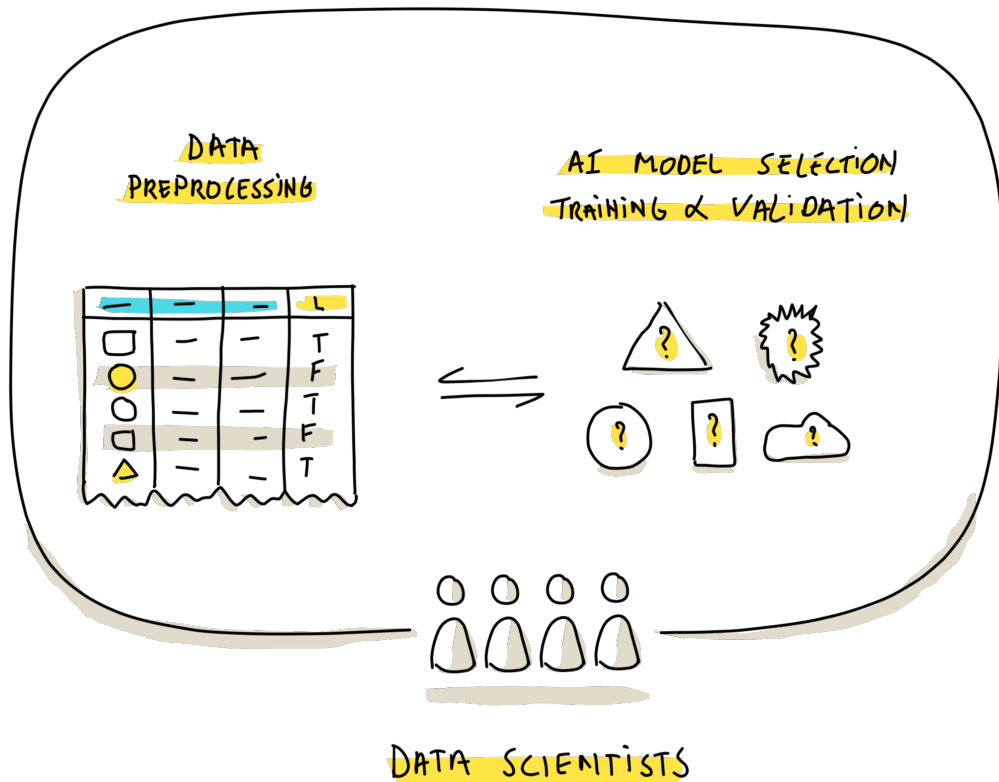 DATA
PREPROCESSING
AI MODEL SELECTION
TRAINING & VALIDATION
L
T
F
T
F
T
?
?
?
?
?
DATA SCIENTISTS